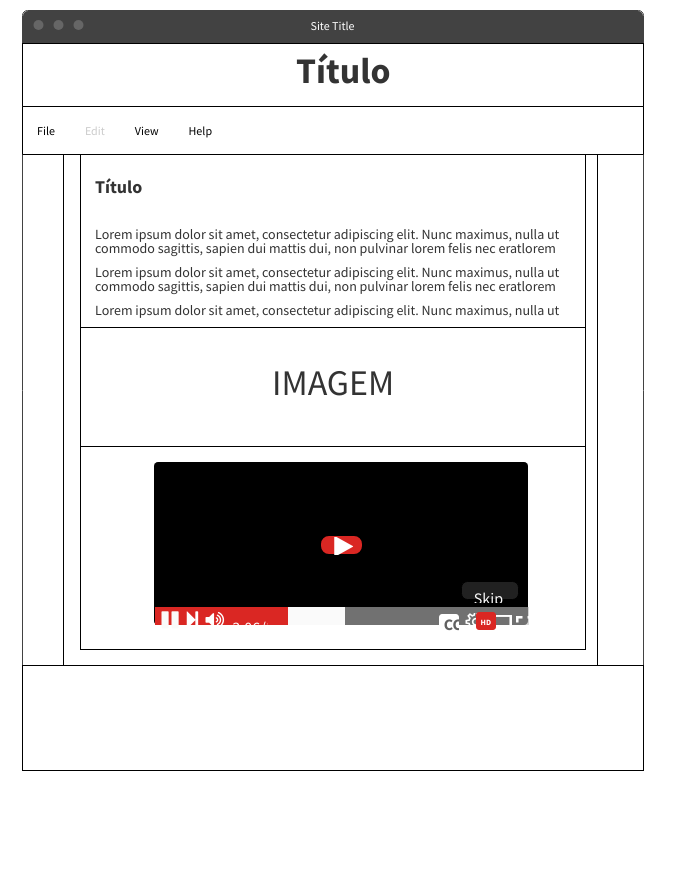 Site Title
Título
File Edit View Help
Título
Lorem ipsum dolor sit amet, consectetur adipiscing elit. Nunc maximus, nulla ut
commodo sagittis, sapien dui mattis dui, non pulvinar lorem felis nec eratlorem
Lorem ipsum dolor sit amet, consectetur adipiscing elit. Nunc maximus, nulla ut
commodo sagittis, sapien dui mattis dui, non pulvinar lorem felis nec eratlorem
Lorem ipsum dolor sit amet, consectetur adipiscing elit. Nunc maximus, nulla ut
IMAGEM
Skip
HD